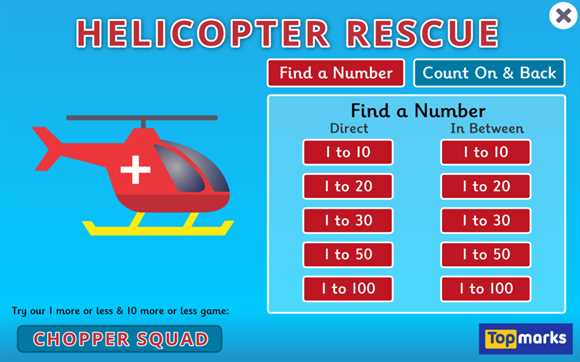 HELICOPTER RESCUE
Find a Number
Count On & Back
Find a Number
Direct
In Between
1 to 10
1 to 10
1 to 20
1 to 20
1 to 30
1 to 30
1 to 50
1 to 50
1 to 100
1 to 100
Try our 1 more or less & 10 more or less game:
CHOPPER SQUAD
Topmarks